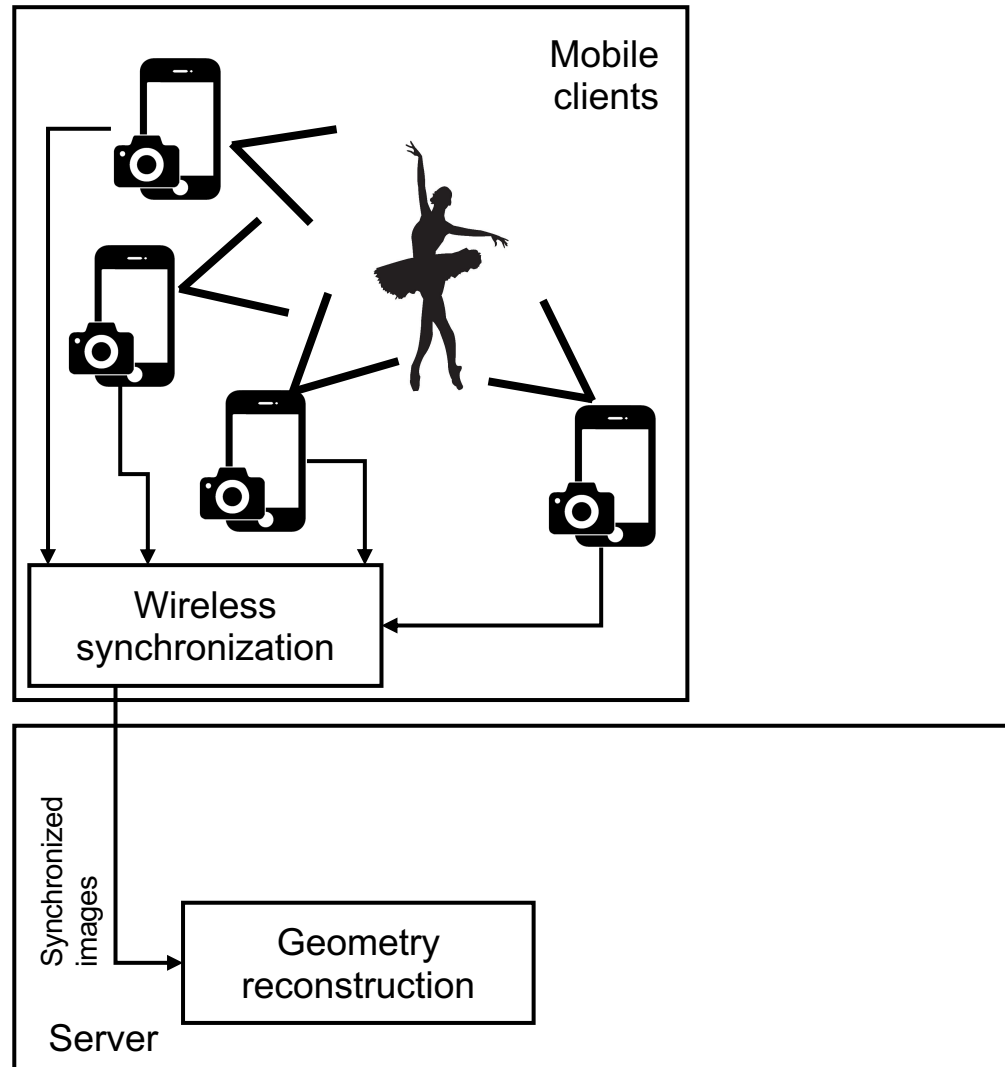 Mobile
clients
Wireless
synchronization
Synchronized
images
Geometry
reconstruction
Server